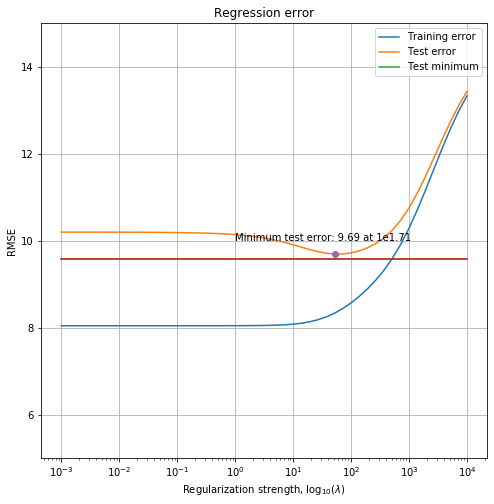 Regression error
Training error
Test error
Test minimum
14
12
10
8
6
RMSE
Minimum test error: 9.69 at 1e1.71
10⁻³ 10⁻² 10⁻¹ 10⁰ 10¹ 10² 10³ 10⁴
Regularization strength, log₁₀(λ)